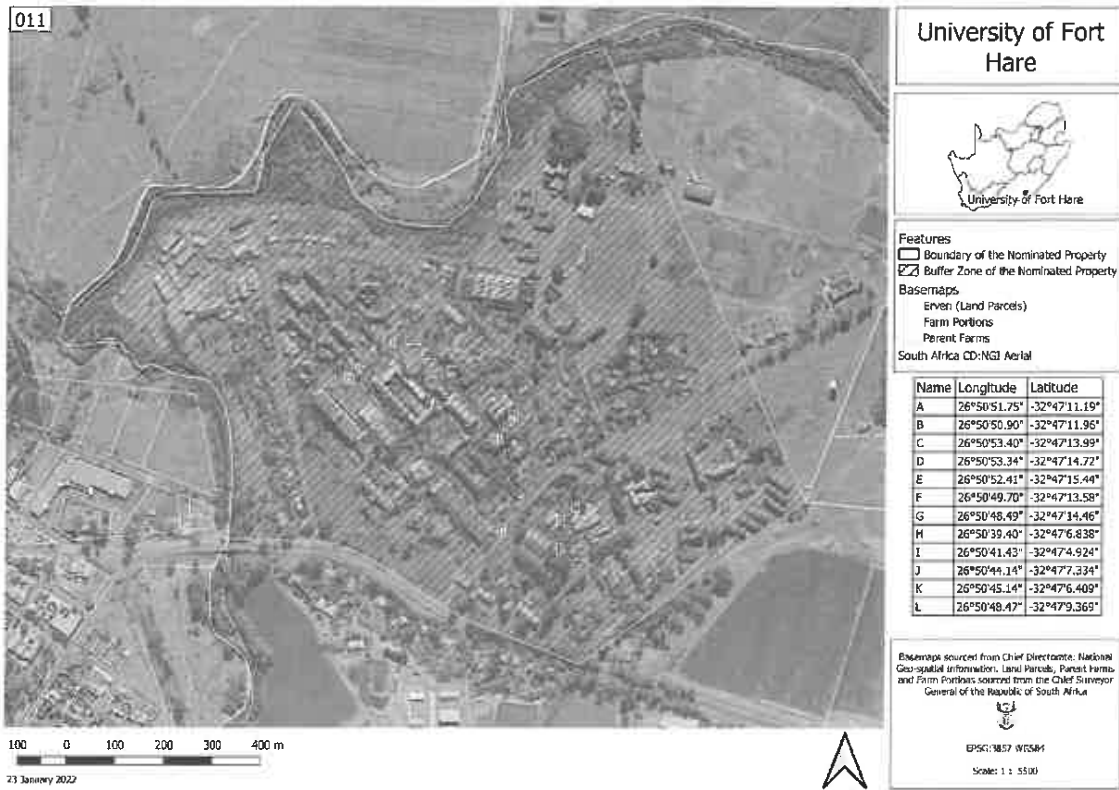 011
University of Fort
Hare
University of Fort Hare
Features
Boundary of the Nominated Property
Buffer Zone of the Nominated Property
Basemaps
Erven (Land Parcels)
Farm Portions
Parent Farms
South Africa CD:NGI Aerial
Name Longitude Latitude
A 26°50'51.75" -32°47'11.19"
B 26°50'50.90" -32°47'11.96"
C 26°50'53.40" -32°47'13.99"
D 26°50'53.34" -32°47'14.72"
E 26°50'52.41" -32°47'15.44"
F 26°50'49.70" -32°47'13.58"
G 26°50'48.49" -32°47'14.46"
H 26°50'39.40" -32°47'6.838"
I 26°50'41.43" -32°47'4.924"
J 26°50'44.14" -32°47'7.334"
K 26°50'45.14" -32°47'6.409"
L 26°50'48.47" -32°47'9.369"
Basemaps sourced from Chief Directorate: National
Geo-spatial Information. Land Parcels, Parent Farms
and Farm Portions sourced from the Chief Surveyor
General of the Republic of South Africa
EPSG:3857 WGS84
Scale: 1 : 5500
100 0 100 200 300 400 m
23 January 2022